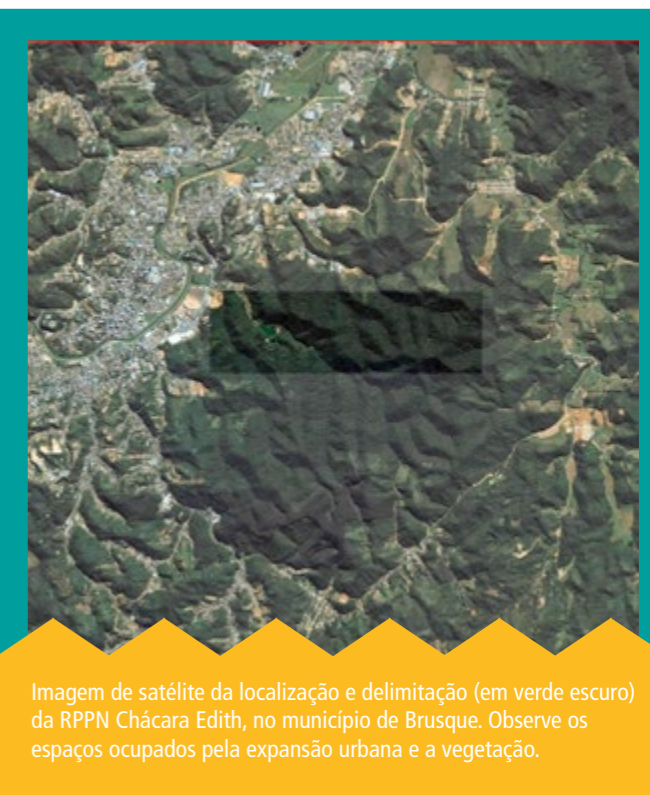 Imagem de satélite da localização e delimitação (em verde escuro)
da RPPN Chácara Edith, no município de Brusque. Observe os
espaços ocupados pela expansão urbana e a vegetação.